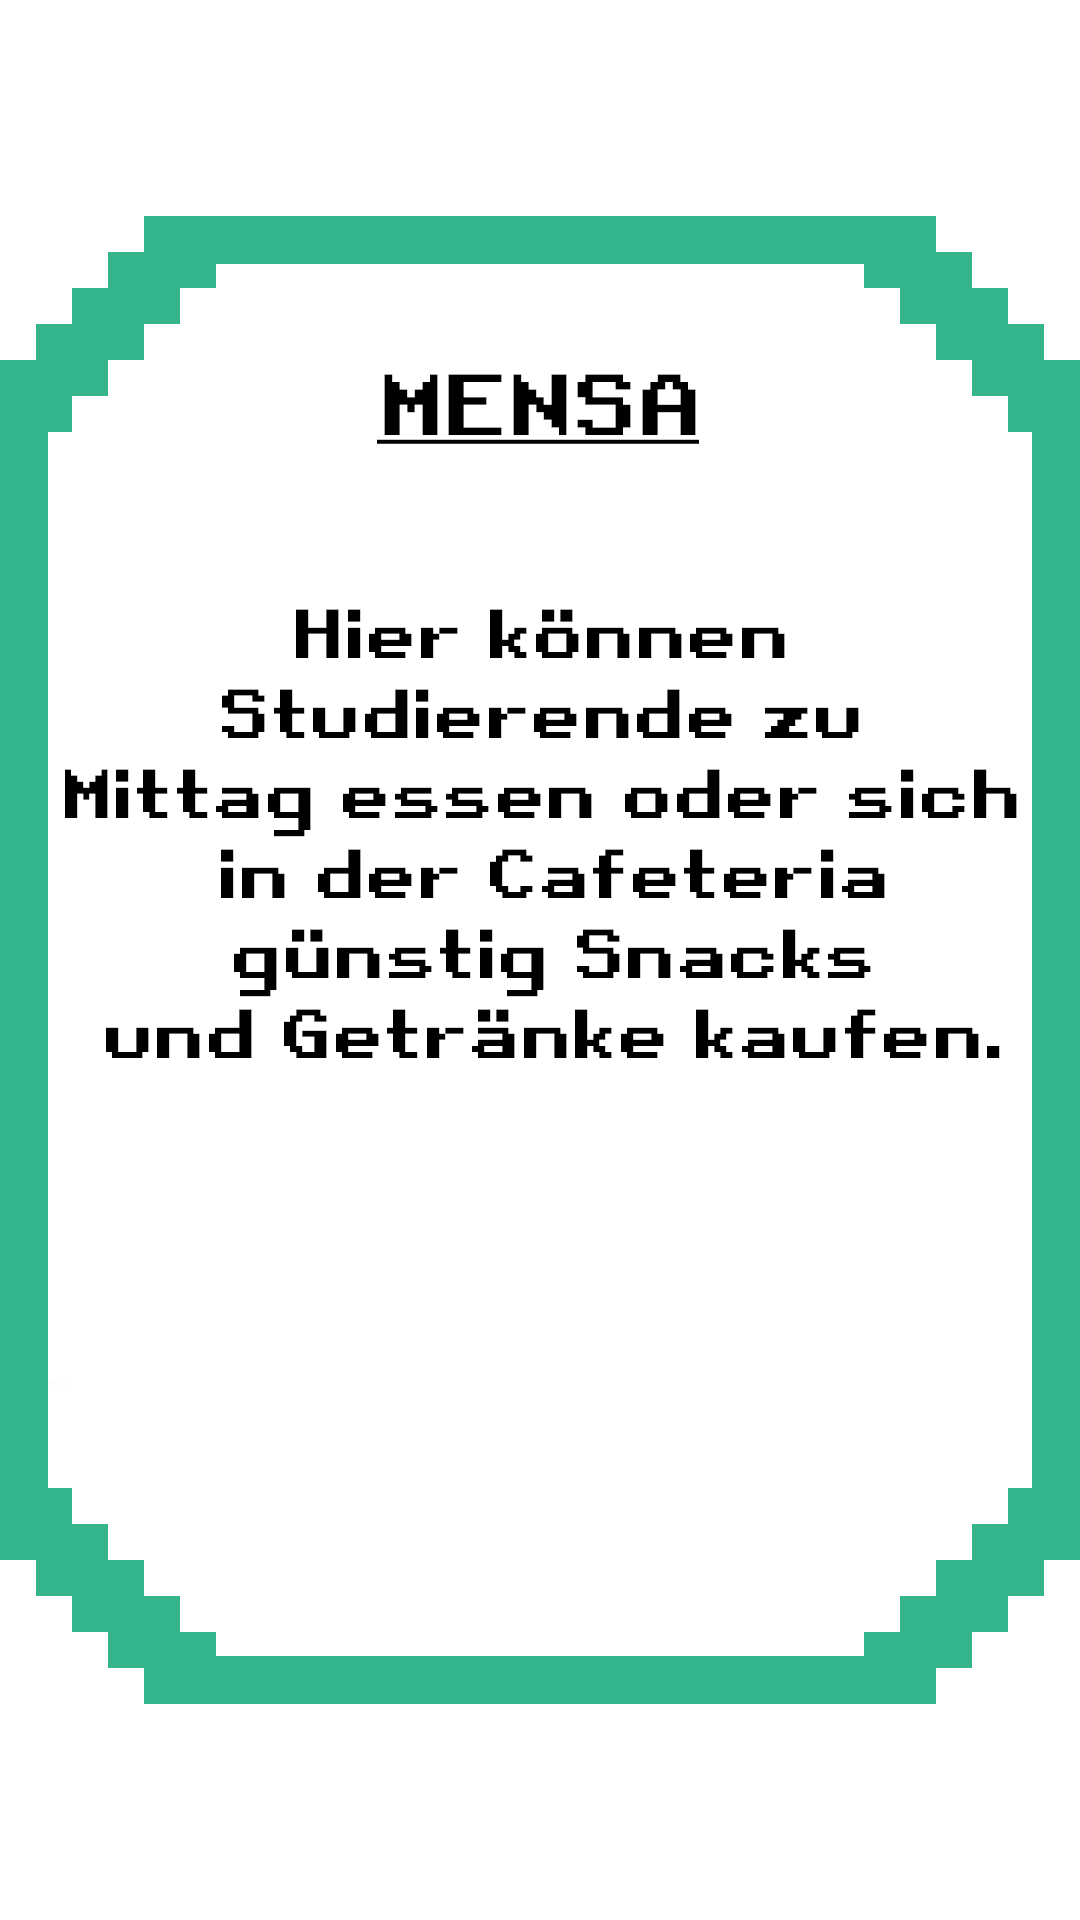 MENSA
Hier können
Studierende zu
Mittag essen oder sich
in der Cafeteria
günstig Snacks
und Getränke kaufen.